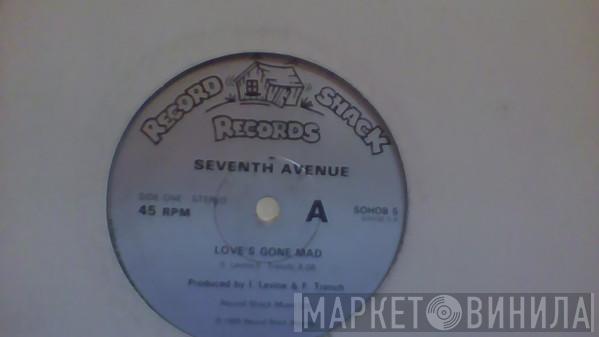 RECORD SHACK
RECORDS
SEVENTH AVENUE
SIDE ONE STEREO
45 RPM
A
SOHOB 5
LOVE'S GONE MAD
Produced by I. Levine & F. Trench
МАРКЕТ ВИНИЛА